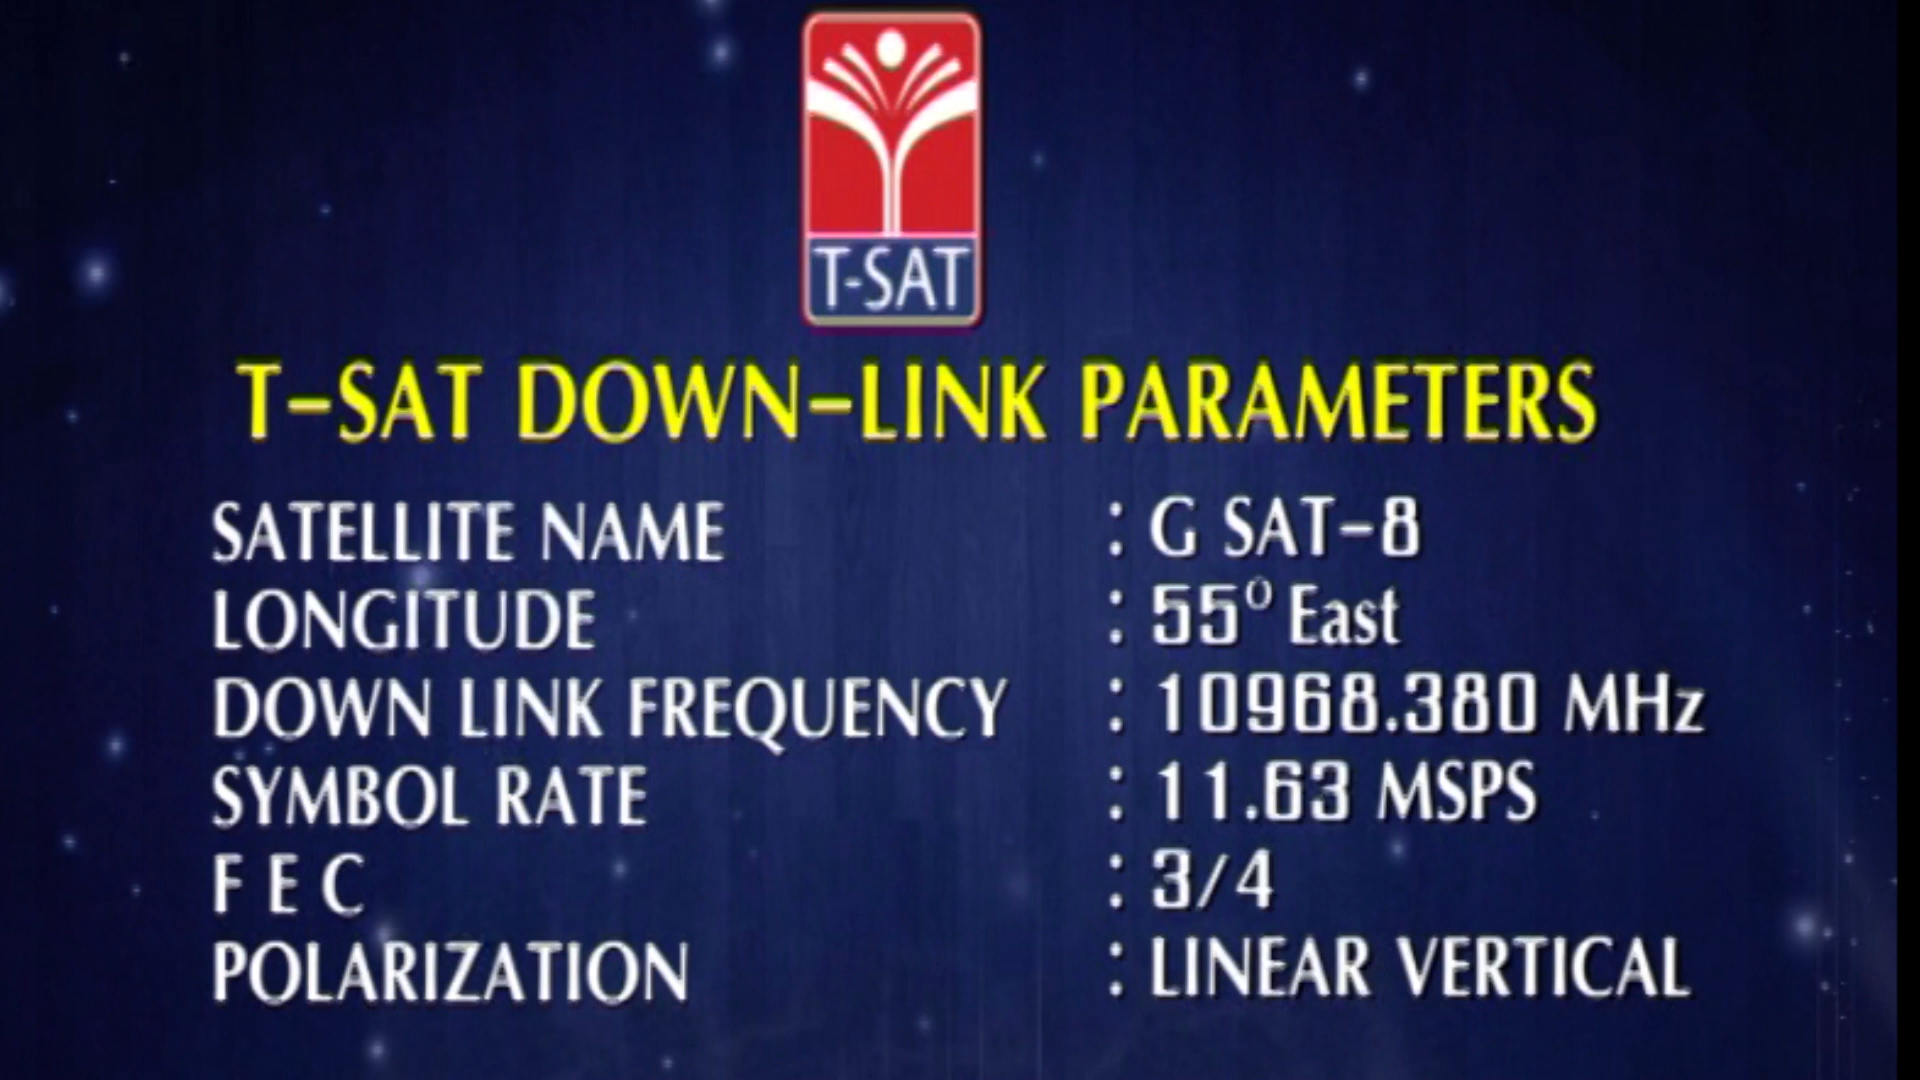 T-SAT
T-SAT DOWN-LINK PARAMETERS
SATELLITE NAME : G SAT-8
LONGITUDE : 55⁰ East
DOWN LINK FREQUENCY : 10968.380 MHz
SYMBOL RATE : 11.63 MSPS
F E C : 3/4
POLARIZATION : LINEAR VERTICAL